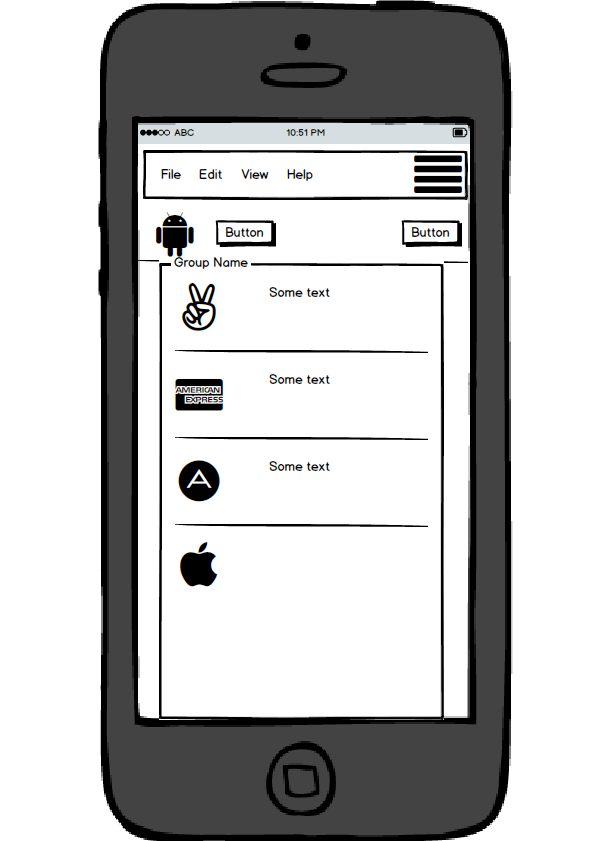 ABC 10:51 PM
File Edit View Help
Button Button
Group Name
Some text
AMERICAN
EXPRESS
Some text
A
Some text